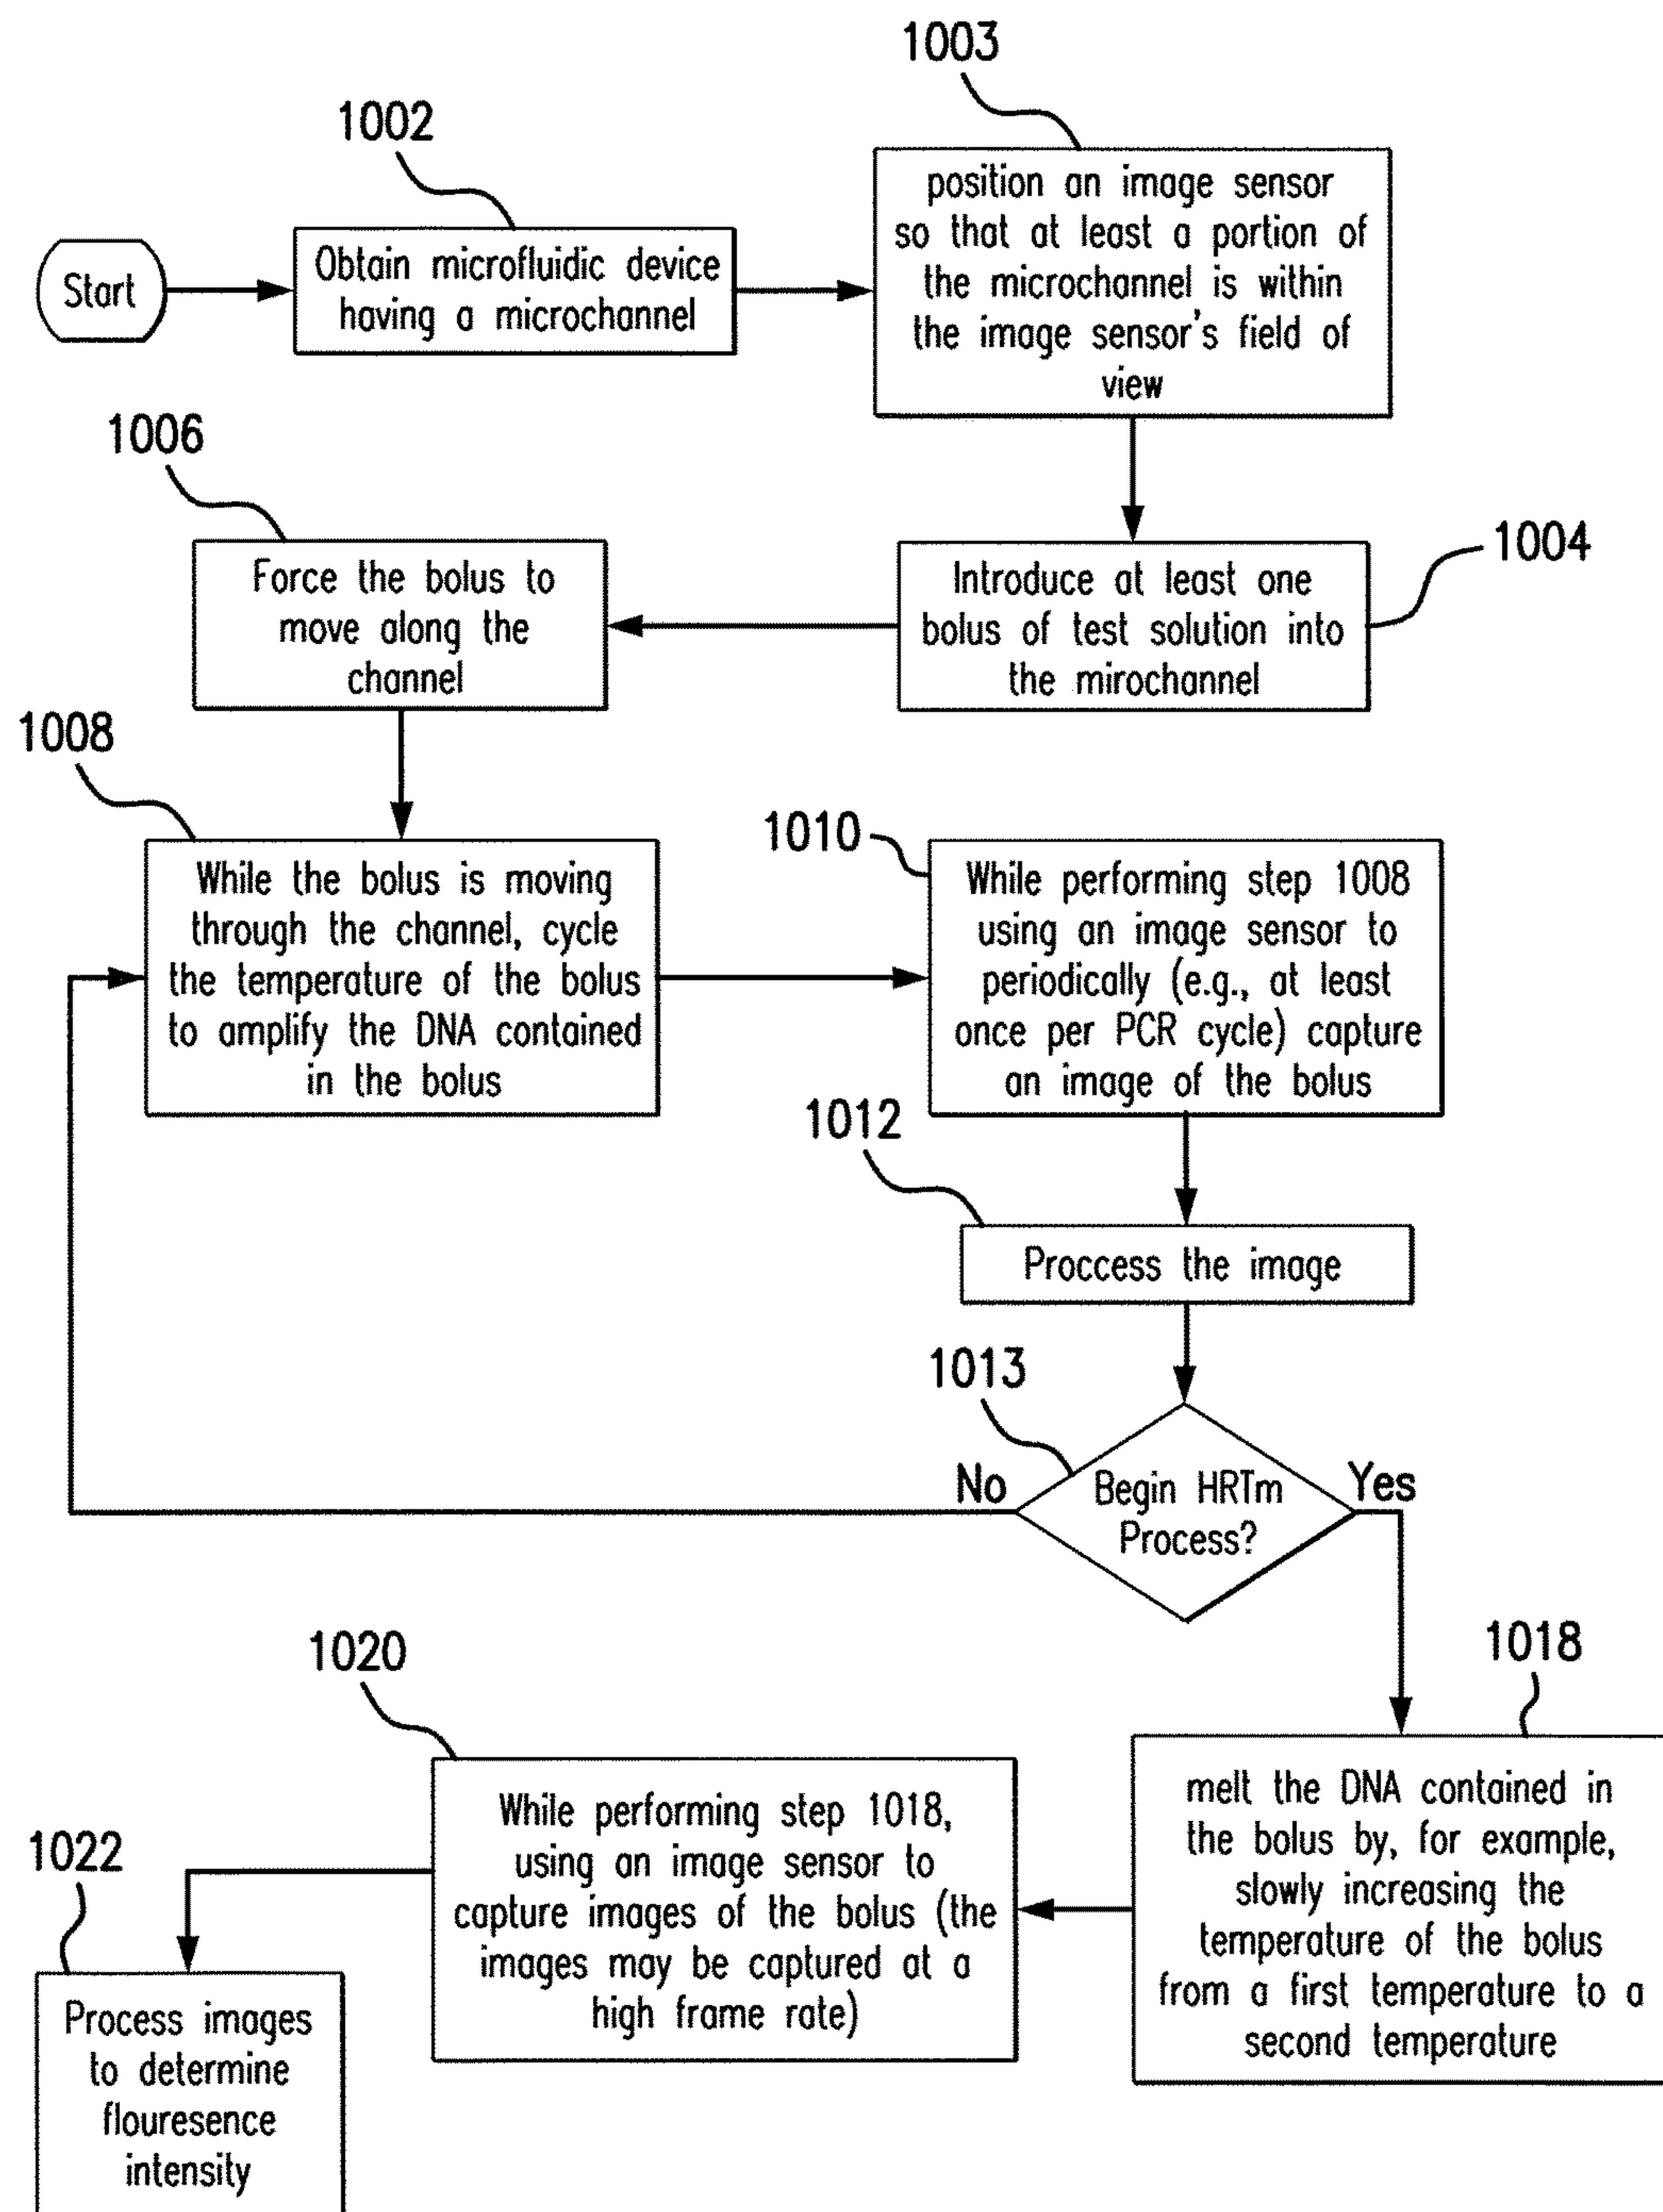 1003
1002
position an image sensor
so that at least a portion of
the microchannel is within
the image sensor's field of
view
Start
Obtain microfluidic device
having a microchannel
1006
1004
Force the bolus to
move along the
channel
Introduce at least one
bolus of test solution into
the mirochannel
1008
While the bolus is moving
through the channel, cycle
the temperature of the bolus
to amplify the DNA contained
in the bolus
1010
While performing step 1008
using an image sensor to
periodically (e.g., at least
once per PCR cycle) capture
an image of the bolus
1012
Proccess the image
1013
No
Begin HRTm
Process?
Yes
1018
melt the DNA contained in
the bolus by, for example,
slowly increasing the
temperature of the bolus
from a first temperature to a
second temperature
1020
While performing step 1018,
using an image sensor to
capture images of the bolus (the
images may be captured at a
high frame rate)
1022
Process images
to determine
flouresence
intensity